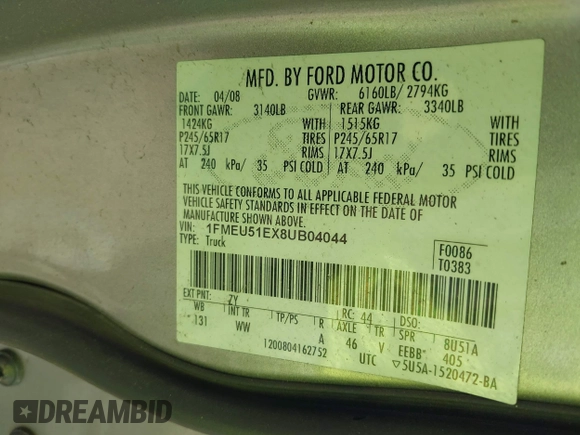 MFD. BY FORD MOTOR CO.
DATE: 04/08 GVWR: 6160LB/ 2794KG
FRONT GAWR: 3140LB REAR GAWR: 3340LB
1424KG WITH 1515KG WITH
P245/65R17 TIRES P245/65R17 TIRES
17X7.5J RIMS 17X7.5J RIMS
AT 240 kPa/ 35 PSI COLD AT 240 kPa/ 35 PSI COLD
THIS VEHICLE CONFORMS TO ALL APPLICABLE FEDERAL MOTOR
VEHICLE SAFETY STANDARDS IN EFFECT ON THE DATE OF
MANUFACTURE SHOWN ABOVE.
VIN: 1FMEU51EX8UB04044
TYPE: Truck
F0086
T0383
EXT PNT: ZY RC: 44 DSO:
WB INT TR TP/PS R AXLE TR SPR 8U51A
131 WW A 46 V EEBB 405
1200804162752 UTC ▽5U5A-1520472-BA
DREAMBID